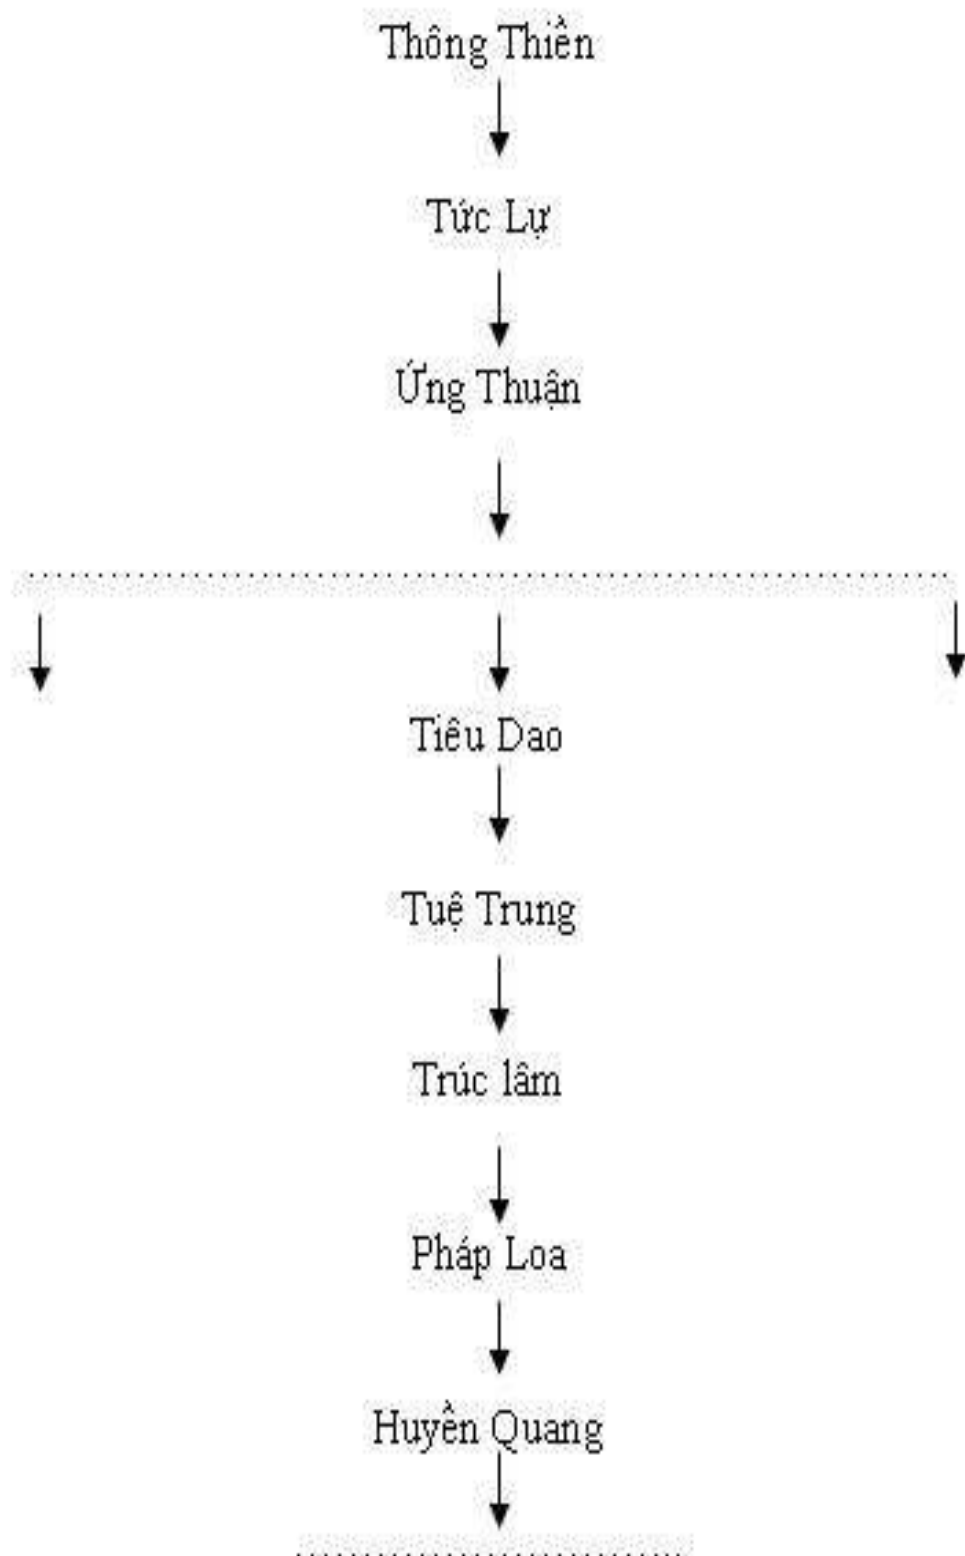 Thông Thiền
Tức Lự
Ứng Thuận
Tiêu Dao
Tuệ Trung
Trúc lâm
Pháp Loa
Huyền Quang